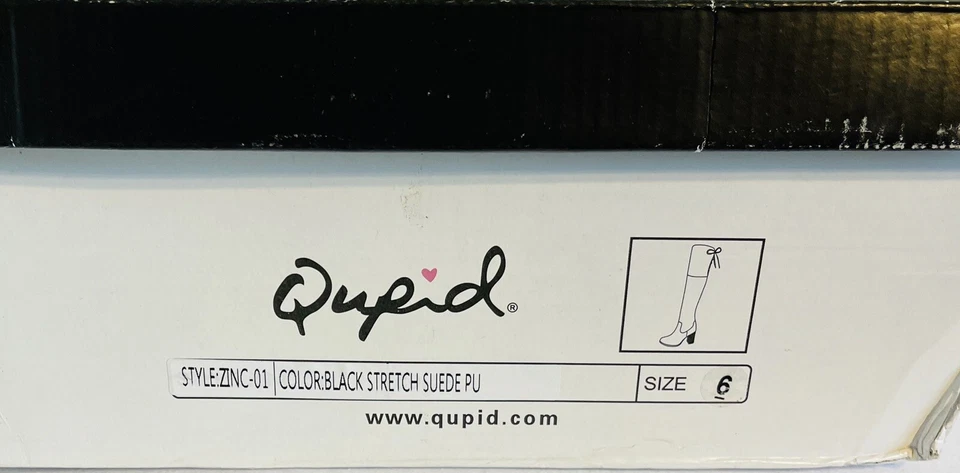 Qupid®
STYLE:ZINC-01 COLOR:BLACK STRETCH SUEDE PU SIZE 6
www.qupid.com